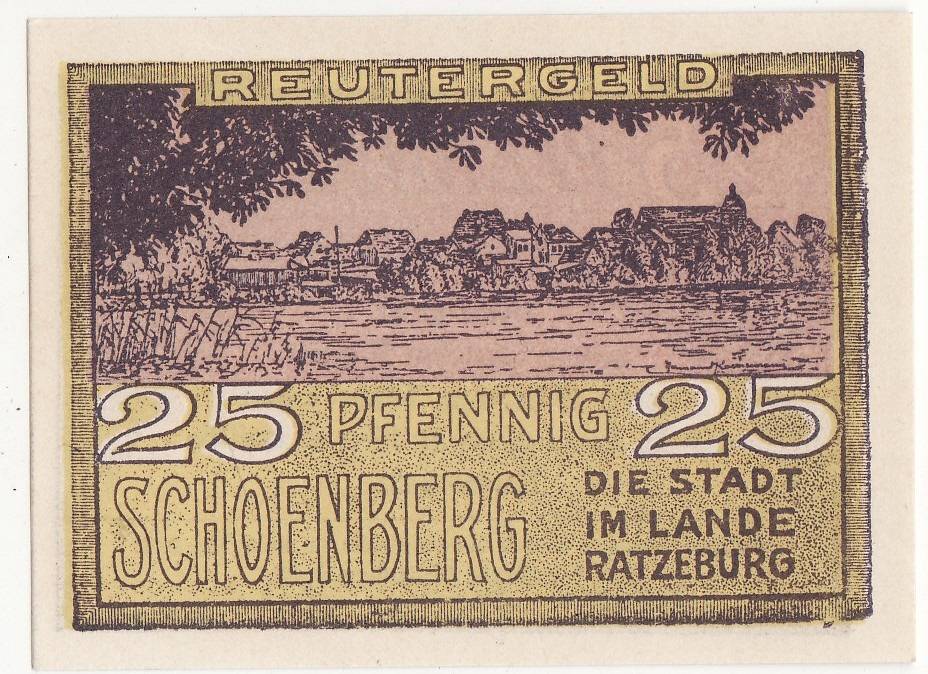 REUTERGELD
25 PFENNIG 25
SCHOENBERG
DIE STADT
IM LANDE
RATZEBURG